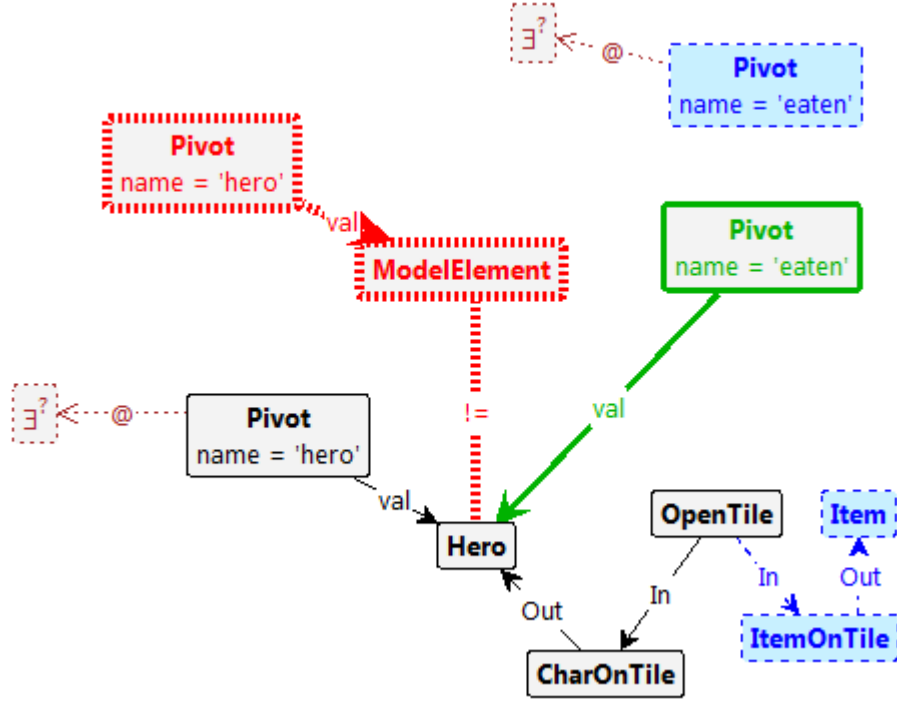 ∃?
@
Pivot
name = 'eaten'
Pivot
name = 'hero'
val
ModelElement
Pivot
name = 'eaten'
∃?
@
Pivot
name = 'hero'
!=
val
val
Hero
OpenTile
Item
Out
In
In
Out
CharOnTile
ItemOnTile